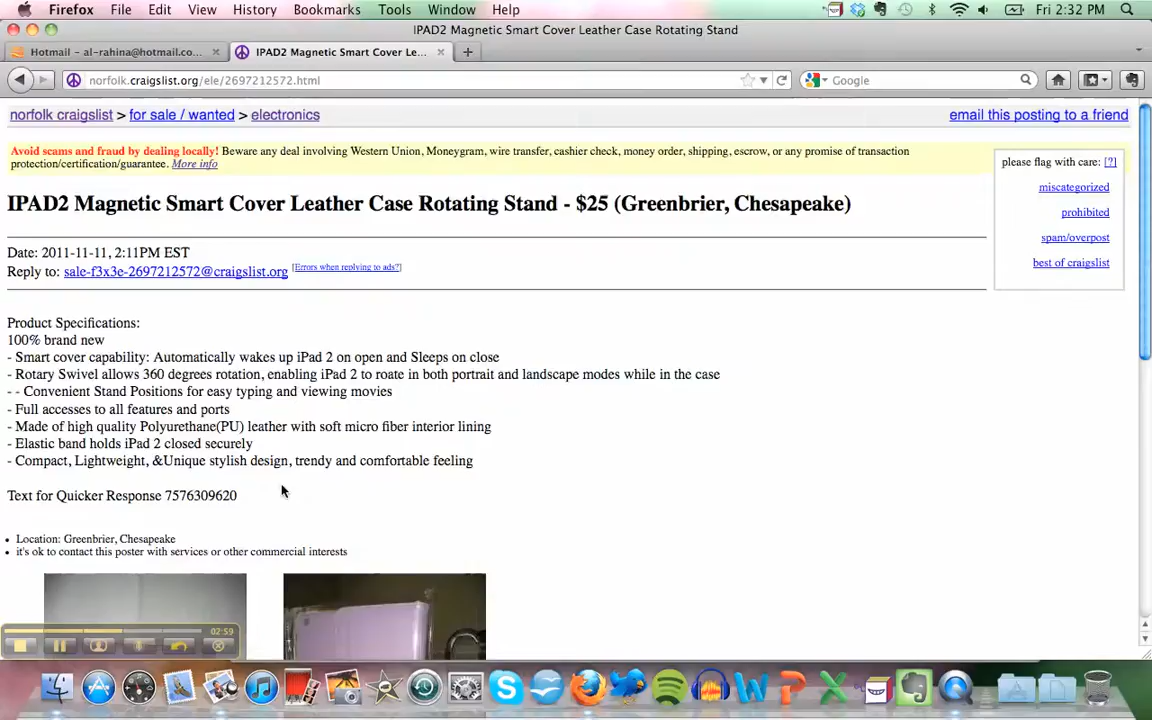 Firefox File Edit View History Bookmarks Tools Window Help Fri 2:32 PM
IPAD2 Magnetic Smart Cover Leather Case Rotating Stand
Hotmail - al-rahina@hotmail.co... IPAD2 Magnetic Smart Cover Le...
norfolk.craigslist.org/ele/2697212572.html Google
norfolk craigslist > for sale / wanted > electronics email this posting to a friend
Avoid scams and fraud by dealing locally! Beware any deal involving Western Union, Moneygram, wire transfer, cashier check, money order, shipping, escrow, or any promise of transaction
protection/certification/guarantee. More info
please flag with care: [?]
miscategorized
prohibited
spam/overpost
best of craigslist
IPAD2 Magnetic Smart Cover Leather Case Rotating Stand - $25 (Greenbrier, Chesapeake)
Date: 2011-11-11, 2:11PM EST
Reply to: sale-f3x3e-2697212572@craigslist.org [Errors when replying to ads?]
Product Specifications:
100% brand new
- Smart cover capability: Automatically wakes up iPad 2 on open and Sleeps on close
- Rotary Swivel allows 360 degrees rotation, enabling iPad 2 to roate in both portrait and landscape modes while in the case
- - Convenient Stand Positions for easy typing and viewing movies
- Full accesses to all features and ports
- Made of high quality Polyurethane(PU) leather with soft micro fiber interior lining
- Elastic band holds iPad 2 closed securely
- Compact, Lightweight, &Unique stylish design, trendy and comfortable feeling
Text for Quicker Response 7576309620
• Location: Greenbrier, Chesapeake
• it's ok to contact this poster with services or other commercial interests
02:59